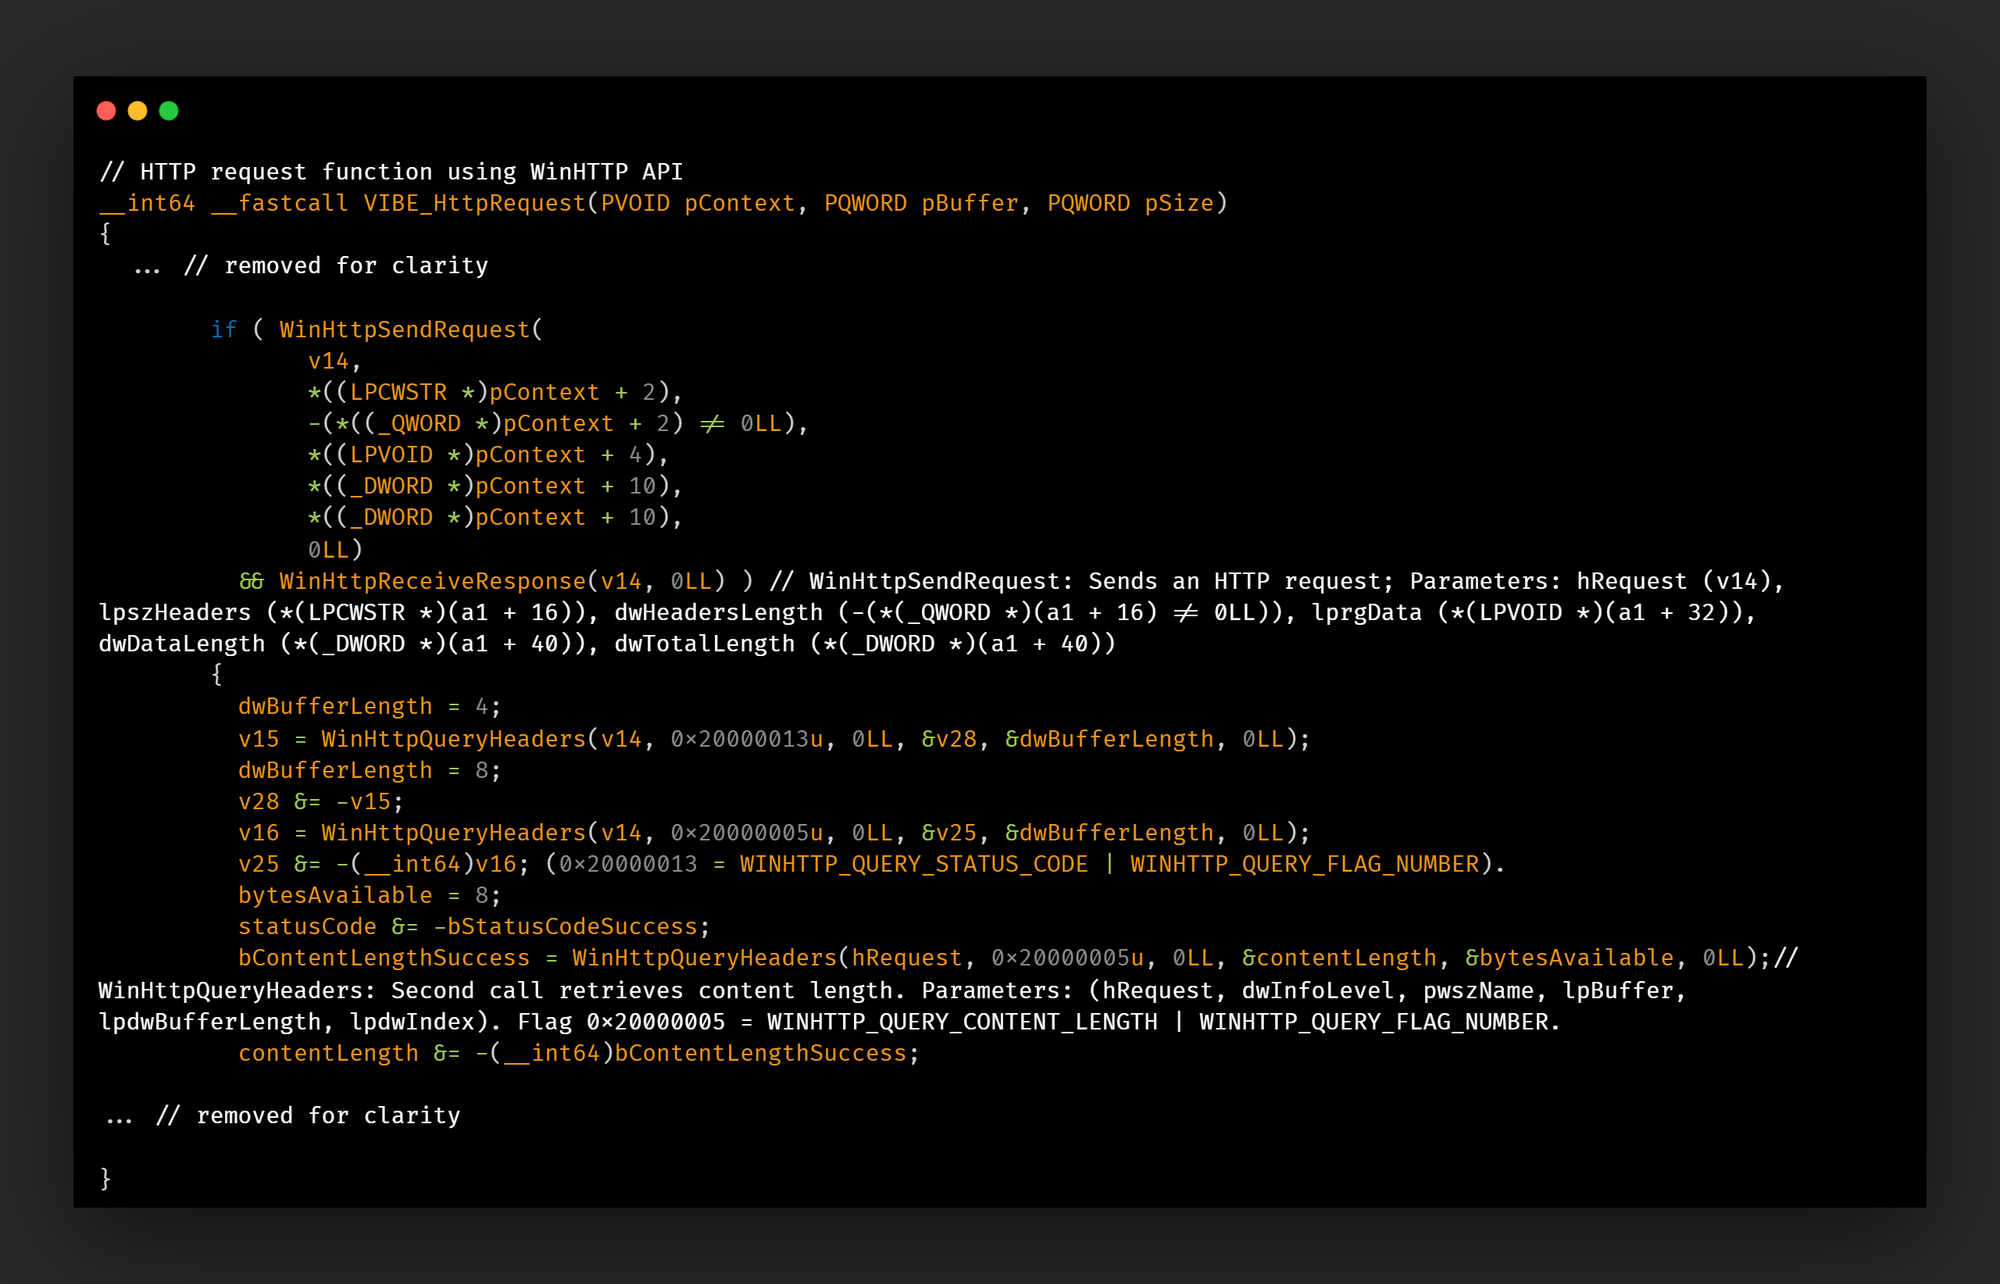 // HTTP request function using WinHTTP API
__int64 __fastcall VIBE_HttpRequest(PVOID pContext, PQWORD pBuffer, PQWORD pSize)
{
... // removed for clarity
if ( WinHttpSendRequest(
v14,
*((LPCWSTR *)pContext + 2),
-(*((_QWORD *)pContext + 2) != 0LL),
*((LPVOID *)pContext + 4),
*((_DWORD *)pContext + 10),
*((_DWORD *)pContext + 10),
0LL)
&& WinHttpReceiveResponse(v14, 0LL) ) // WinHttpSendRequest: Sends an HTTP request; Parameters: hRequest (v14),
lpszHeaders (*(LPCWSTR *)(a1 + 16)), dwHeadersLength (-(*(_QWORD *)(a1 + 16) != 0LL)), lprgData (*(LPVOID *)(a1 + 32)),
dwDataLength (*(_DWORD *)(a1 + 40)), dwTotalLength (*(_DWORD *)(a1 + 40))
{
dwBufferLength = 4;
v15 = WinHttpQueryHeaders(v14, 0x20000013u, 0LL, &v28, &dwBufferLength, 0LL);
dwBufferLength = 8;
v28 &= -v15;
v16 = WinHttpQueryHeaders(v14, 0x20000005u, 0LL, &v25, &dwBufferLength, 0LL);
v25 &= -(__int64)v16; (0x20000013 = WINHTTP_QUERY_STATUS_CODE | WINHTTP_QUERY_FLAG_NUMBER).
bytesAvailable = 8;
statusCode &= -bStatusCodeSuccess;
bContentLengthSuccess = WinHttpQueryHeaders(hRequest, 0x20000005u, 0LL, &contentLength, &bytesAvailable, 0LL);//
WinHttpQueryHeaders: Second call retrieves content length. Parameters: (hRequest, dwInfoLevel, pwszName, lpBuffer,
lpdwBufferLength, lpdwIndex). Flag 0x20000005 = WINHTTP_QUERY_CONTENT_LENGTH | WINHTTP_QUERY_FLAG_NUMBER.
contentLength &= -(__int64)bContentLengthSuccess;
... // removed for clarity
}